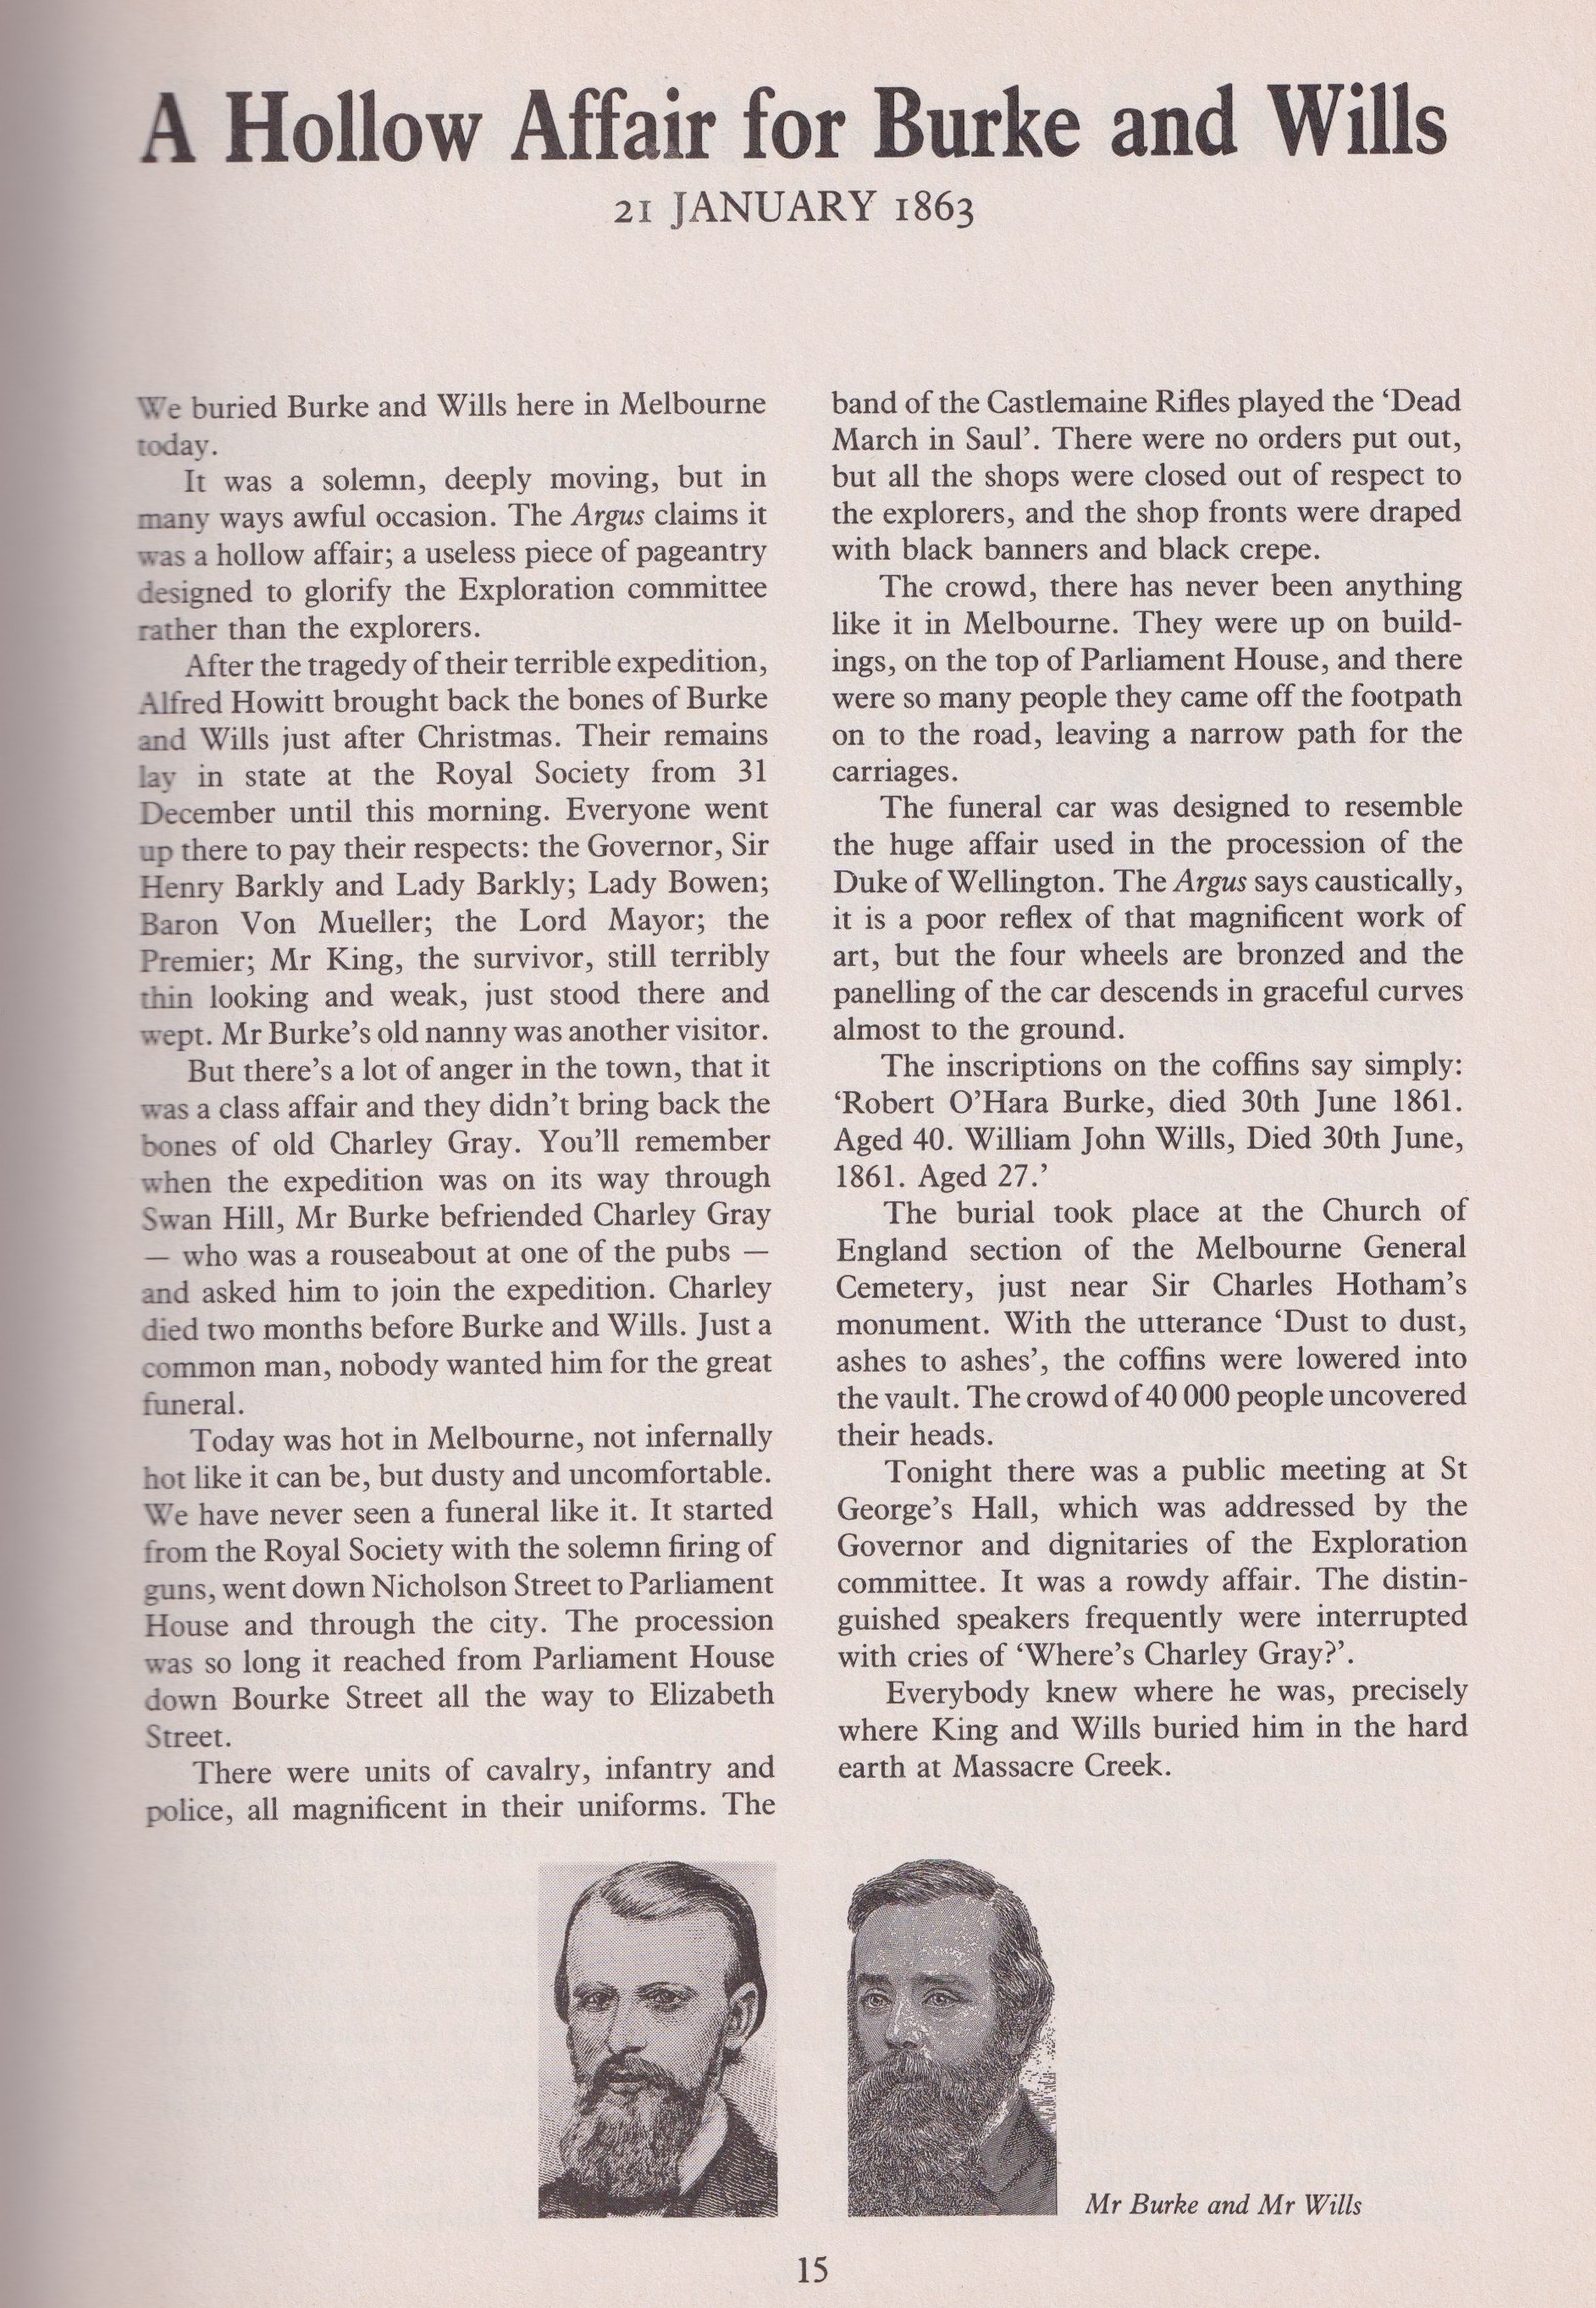 A Hollow Affair for Burke and Wills
21 JANUARY 1863
We buried Burke and Wills here in Melbourne
today.
It was a solemn, deeply moving, but in
many ways awful occasion. The Argus claims it
was a hollow affair; a useless piece of pageantry
designed to glorify the Exploration committee
rather than the explorers.
After the tragedy of their terrible expedition,
Alfred Howitt brought back the bones of Burke
and Wills just after Christmas. Their remains
lay in state at the Royal Society from 31
December until this morning. Everyone went
up there to pay their respects: the Governor, Sir
Henry Barkly and Lady Barkly; Lady Bowen;
Baron Von Mueller; the Lord Mayor; the
Premier; Mr King, the survivor, still terribly
thin looking and weak, just stood there and
wept. Mr Burke's old nanny was another visitor.
But there's a lot of anger in the town, that it
was a class affair and they didn't bring back the
bones of old Charley Gray. You'll remember
when the expedition was on its way through
Swan Hill, Mr Burke befriended Charley Gray
— who was a rouseabout at one of the pubs —
and asked him to join the expedition. Charley
died two months before Burke and Wills. Just a
common man, nobody wanted him for the great
funeral.
Today was hot in Melbourne, not infernally
hot like it can be, but dusty and uncomfortable.
We have never seen a funeral like it. It started
from the Royal Society with the solemn firing of
guns, went down Nicholson Street to Parliament
House and through the city. The procession
was so long it reached from Parliament House
down Bourke Street all the way to Elizabeth
Street.
There were units of cavalry, infantry and
police, all magnificent in their uniforms. The
band of the Castlemaine Rifles played the 'Dead
March in Saul'. There were no orders put out,
but all the shops were closed out of respect to
the explorers, and the shop fronts were draped
with black banners and black crepe.
The crowd, there has never been anything
like it in Melbourne. They were up on build-
ings, on the top of Parliament House, and there
were so many people they came off the footpath
on to the road, leaving a narrow path for the
carriages.
The funeral car was designed to resemble
the huge affair used in the procession of the
Duke of Wellington. The Argus says caustically,
it is a poor reflex of that magnificent work of
art, but the four wheels are bronzed and the
panelling of the car descends in graceful curves
almost to the ground.
The inscriptions on the coffins say simply:
'Robert O'Hara Burke, died 30th June 1861.
Aged 40. William John Wills, Died 30th June,
1861. Aged 27.'
The burial took place at the Church of
England section of the Melbourne General
Cemetery, just near Sir Charles Hotham's
monument. With the utterance 'Dust to dust,
ashes to ashes', the coffins were lowered into
the vault. The crowd of 40 000 people uncovered
their heads.
Tonight there was a public meeting at St
George's Hall, which was addressed by the
Governor and dignitaries of the Exploration
committee. It was a rowdy affair. The distin-
guished speakers frequently were interrupted
with cries of 'Where's Charley Gray?'.
Everybody knew where he was, precisely
where King and Wills buried him in the hard
earth at Massacre Creek.
Mr Burke and Mr Wills
15